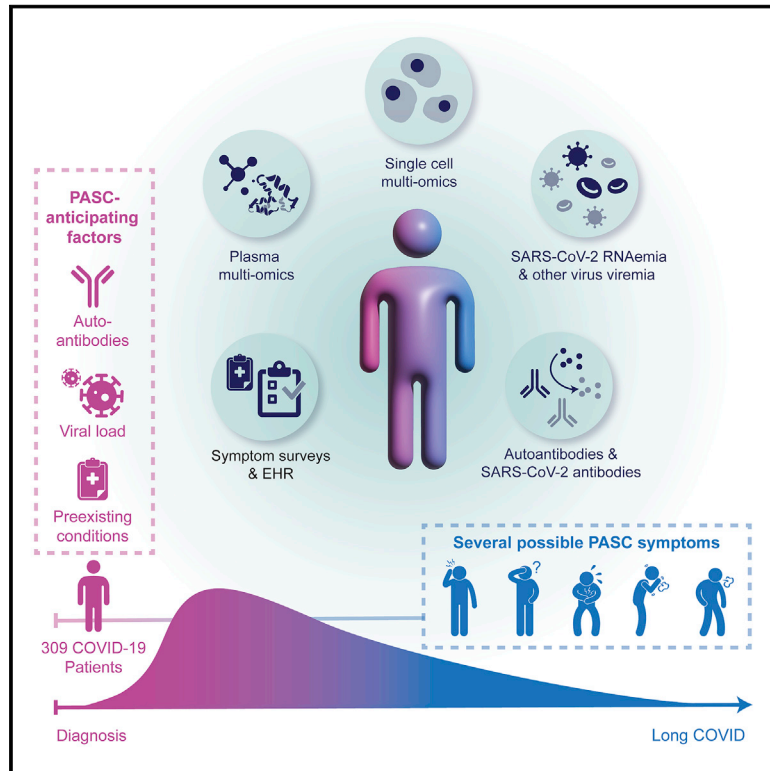 Single cell
multi-omics
Plasma
multi-omics
SARS-CoV-2 RNAemia
& other virus viremia
Symptom surveys
& EHR
Autoantibodies &
SARS-CoV-2 antibodies
PASC-
anticipating
factors
Auto-
antibodies
Viral load
Preexisting
conditions
309 COVID-19
Patients
Several possible PASC symptoms
?
Diagnosis
Long COVID